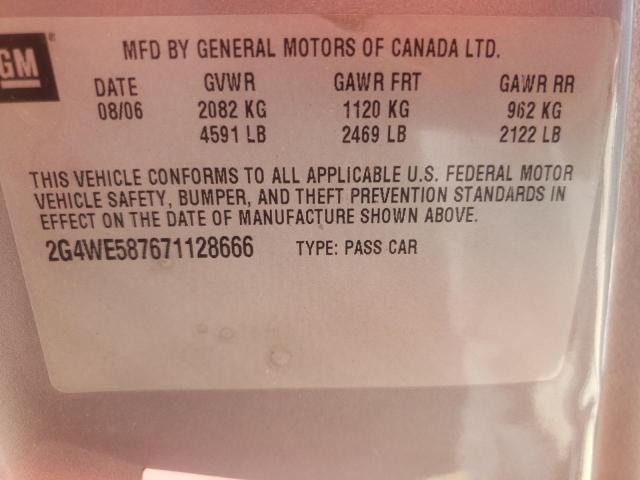 GM ®
MFD BY GENERAL MOTORS OF CANADA LTD.
DATE GVWR GAWR FRT GAWR RR
08/06 2082 KG 1120 KG 962 KG
4591 LB 2469 LB 2122 LB
THIS VEHICLE CONFORMS TO ALL APPLICABLE U.S. FEDERAL MOTOR
VEHICLE SAFETY, BUMPER, AND THEFT PREVENTION STANDARDS IN
EFFECT ON THE DATE OF MANUFACTURE SHOWN ABOVE.
2G4WE587671128666 TYPE: PASS CAR